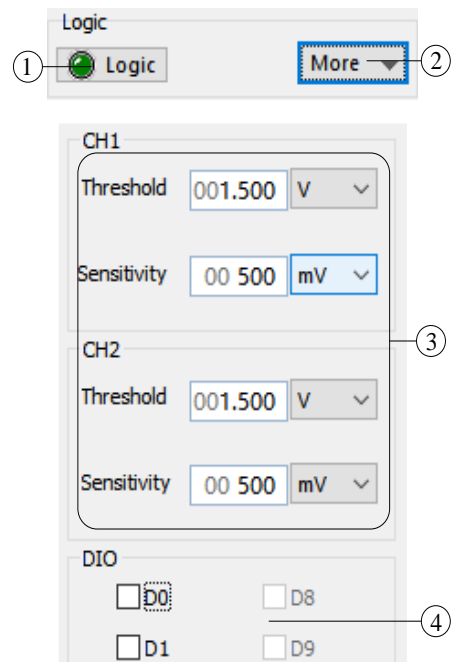 Logic
1 Logic More 2
CH1
Threshold 001.500 V
Sensitivity 00 500 mV
3
CH2
Threshold 001.500 V
Sensitivity 00 500 mV
DIO
D0 D8
4
D1 D9